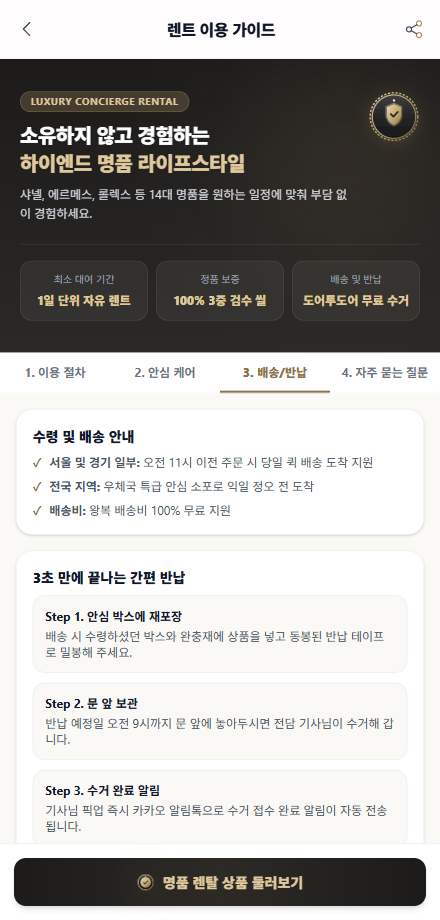 렌트 이용 가이드
LUXURY CONCIERGE RENTAL
소유하지 않고 경험하는
하이엔드 명품 라이프스타일
샤넬, 에르메스, 롤렉스 등 14대 명품을 원하는 일정에 맞춰 부담 없
이 경험하세요.
최소 대여 기간
1일 단위 자유 렌트
정품 보증
100% 3중 검수 씰
배송 및 반납
도어투도어 무료 수거
1. 이용 절차
2. 안심 케어
3. 배송/반납
4. 자주 묻는 질문
수령 및 배송 안내
✓ 서울 및 경기 일부: 오전 11시 이전 주문 시 당일 퀵 배송 도착 지원
✓ 전국 지역: 우체국 특급 안심 소포로 익일 정오 전 도착
✓ 배송비: 왕복 배송비 100% 무료 지원
3초 만에 끝나는 간편 반납
Step 1. 안심 박스에 재포장
배송 시 수령하셨던 박스와 완충재에 상품을 넣고 동봉된 반납 테이프
로 밀봉해 주세요.
Step 2. 문 앞 보관
반납 예정일 오전 9시까지 문 앞에 놓아두시면 전담 기사님이 수거해 갑
니다.
Step 3. 수거 완료 알림
기사님 픽업 즉시 카카오 알림톡으로 수거 접수 완료 알림이 자동 전송
됩니다.
명품 렌탈 상품 둘러보기